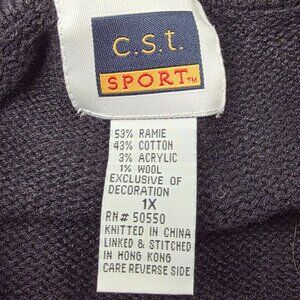 c.s.t.
SPORT™
53% RAMIE
43% COTTON
3% ACRYLIC
1% WOOL
EXCLUSIVE OF
DECORATION
1X
RN# 50550
KNITTED IN CHINA
LINKED & STITCHED
IN HONG KONG
CARE REVERSE SIDE